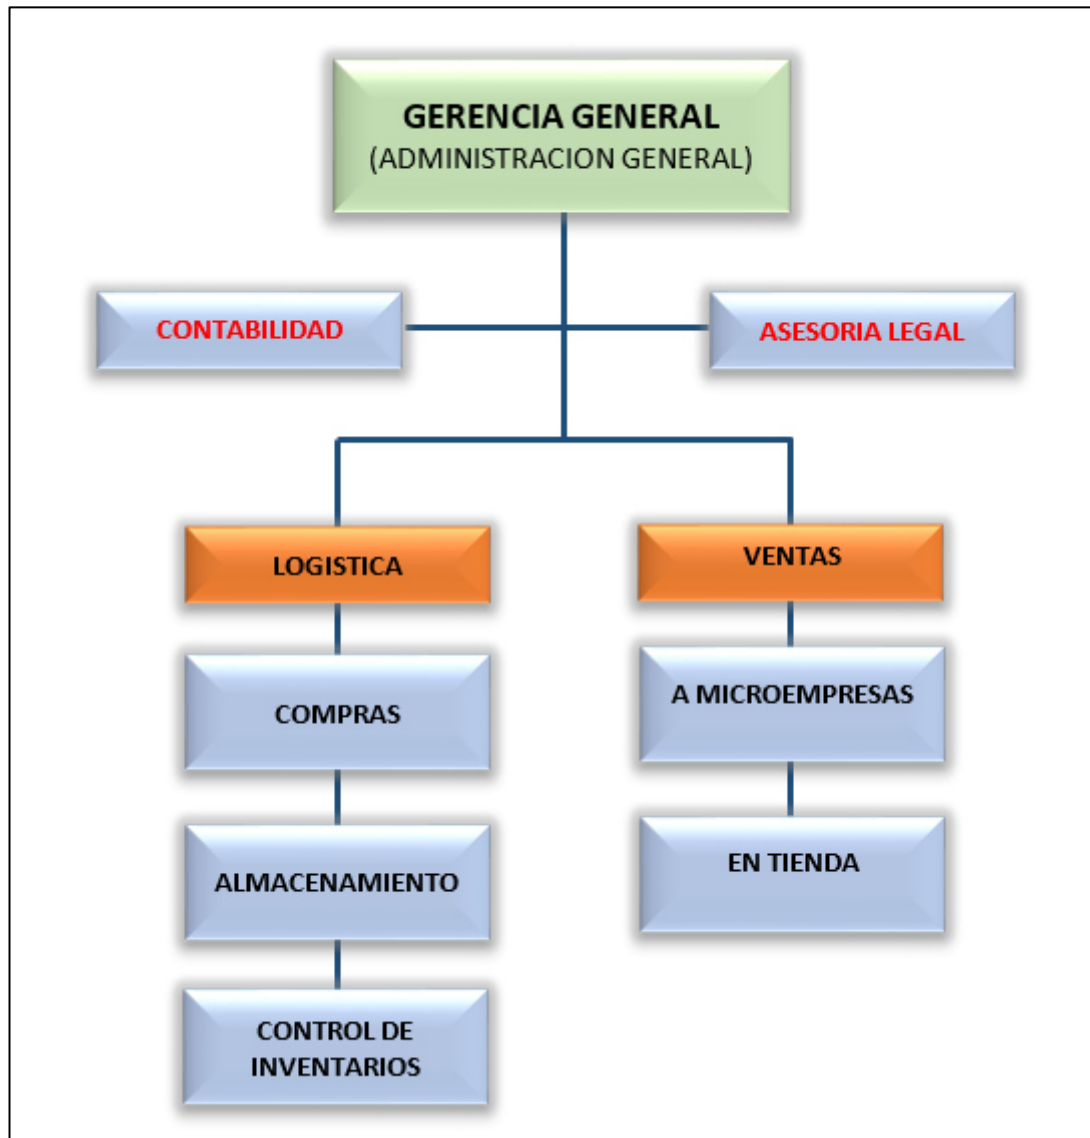 GERENCIA GENERAL
(ADMINISTRACION GENERAL)
CONTABILIDAD
ASESORIA LEGAL
LOGISTICA
COMPRAS
ALMACENAMIENTO
CONTROL DE
INVENTARIOS
VENTAS
A MICROEMPRESAS
EN TIENDA